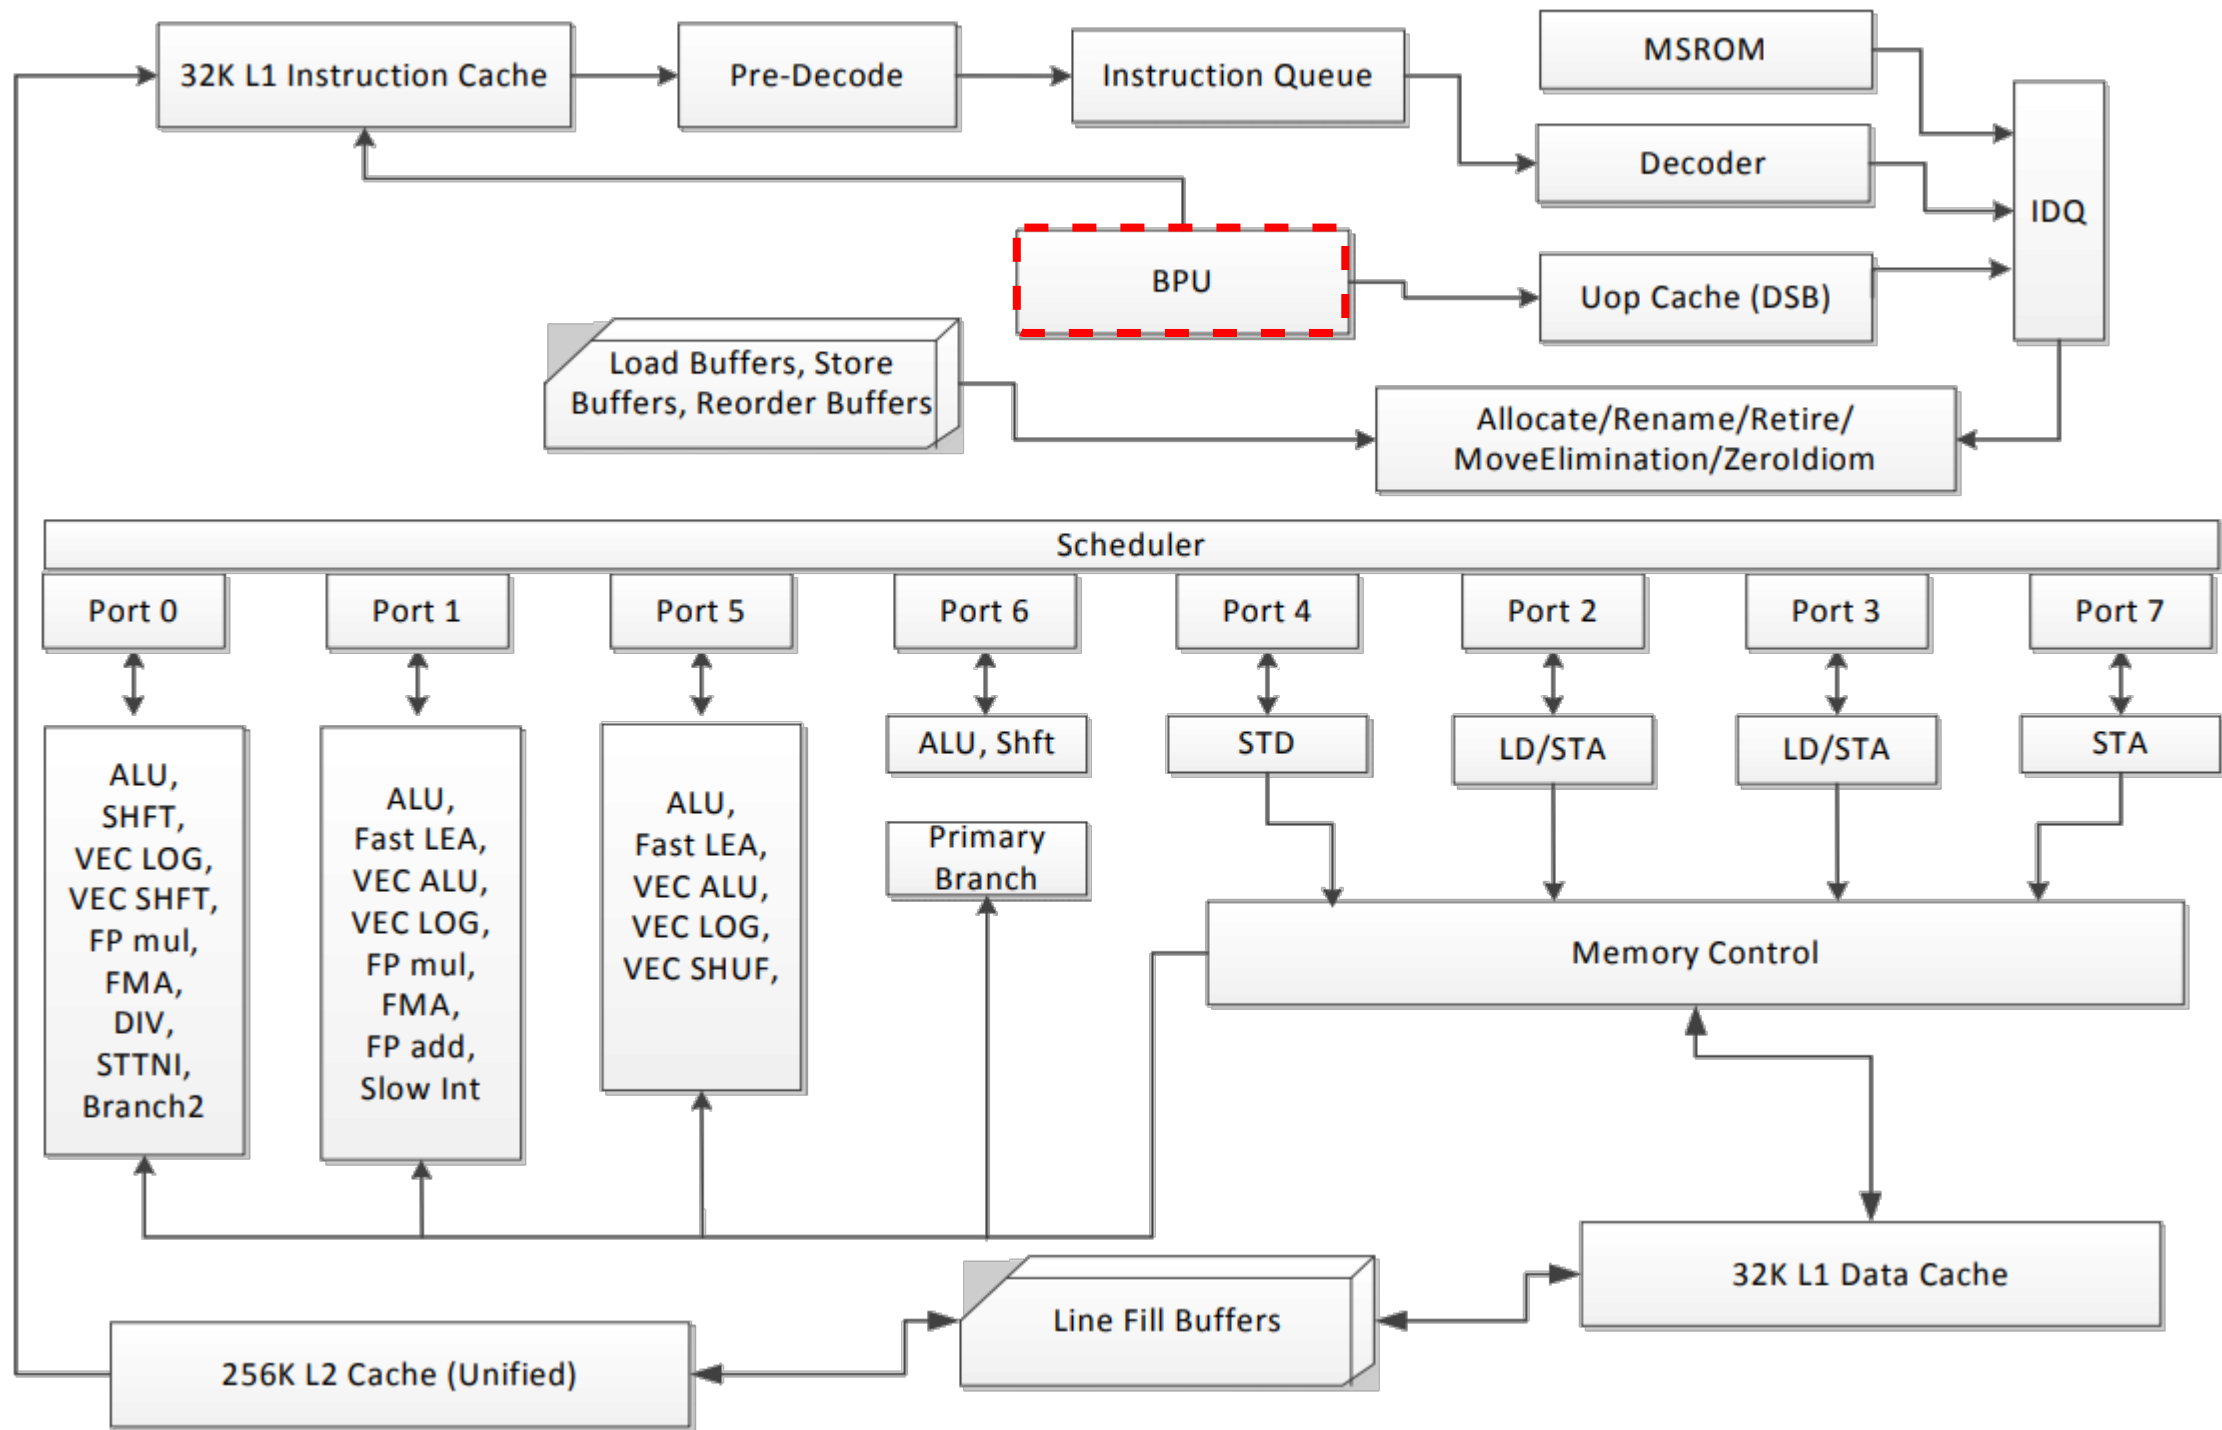 32K L1 Instruction Cache
Pre-Decode
Instruction Queue
MSROM
Decoder
IDQ
BPU
Uop Cache (DSB)
Load Buffers, Store
Buffers, Reorder Buffers
Allocate/Rename/Retire/
MoveElimination/ZeroIdiom
Scheduler
Port 0
Port 1
Port 5
Port 6
Port 4
Port 2
Port 3
Port 7
ALU,
SHFT,
VEC LOG,
VEC SHFT,
FP mul,
FMA,
DIV,
STTNI,
Branch2
ALU,
Fast LEA,
VEC ALU,
VEC LOG,
FP mul,
FMA,
FP add,
Slow Int
ALU,
Fast LEA,
VEC ALU,
VEC LOG,
VEC SHUF,
ALU, Shft
Primary
Branch
STD
LD/STA
LD/STA
STA
Memory Control
32K L1 Data Cache
Line Fill Buffers
256K L2 Cache (Unified)